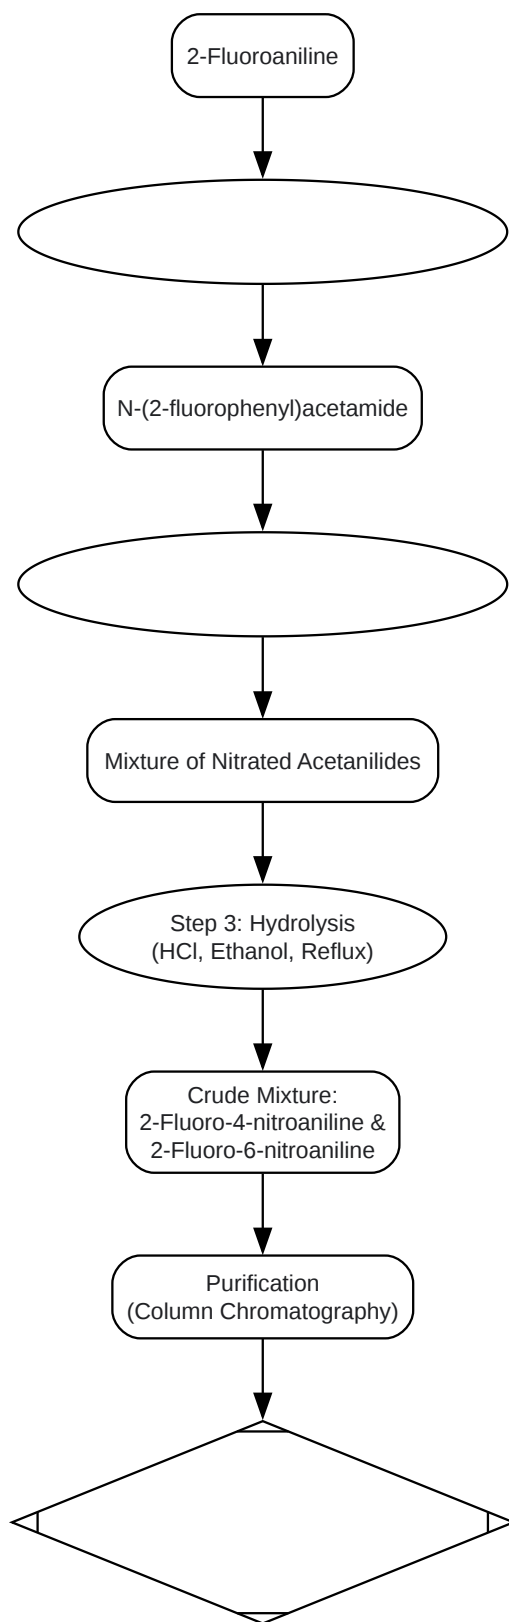 2-Fluoroaniline
N-(2-fluorophenyl)acetamide
Mixture of Nitrated Acetanilides
Step 3: Hydrolysis
(HCl, Ethanol, Reflux)
Crude Mixture:
2-Fluoro-4-nitroaniline &
2-Fluoro-6-nitroaniline
Purification
(Column Chromatography)